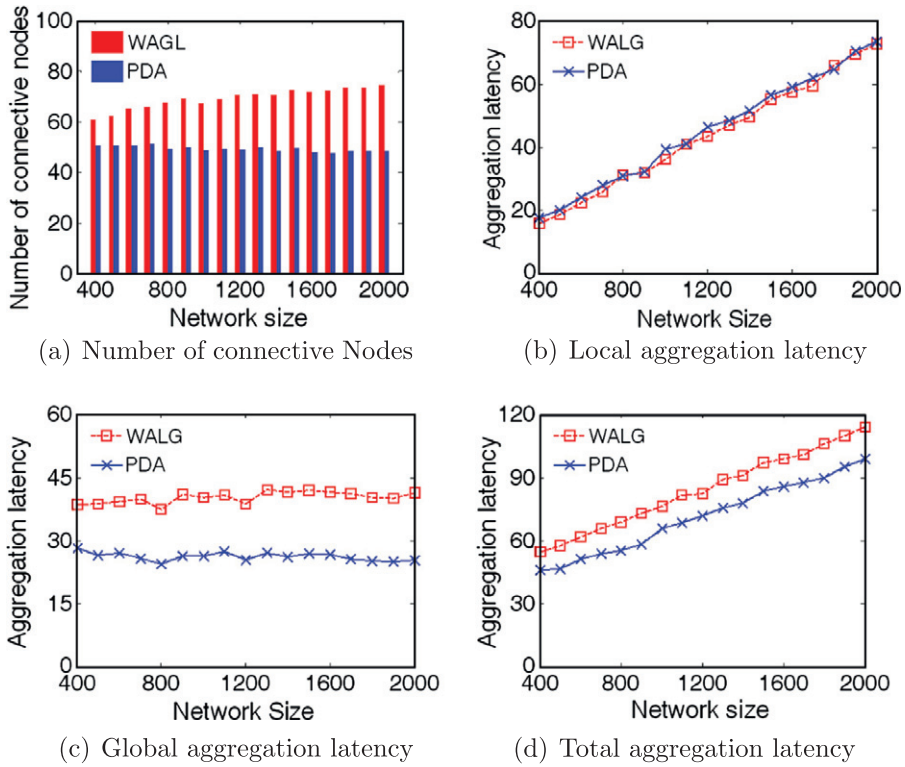 Number of connective nodes
100
80
60
40
20
0
WAGL
PDA
400 800 1200 1600 2000
Network size
(a) Number of connective Nodes
Aggregation latency
80
60
40
20
0
WALG
PDA
400 800 1200 1600 2000
Network Size
(b) Local aggregation latency
Aggregation latency
60
45
30
15
0
WALG
PDA
400 800 1200 1600 2000
Network Size
(c) Global aggregation latency
Aggregation latency
120
90
60
30
0
WALG
PDA
400 800 1200 1600 2000
Network size
(d) Total aggregation latency